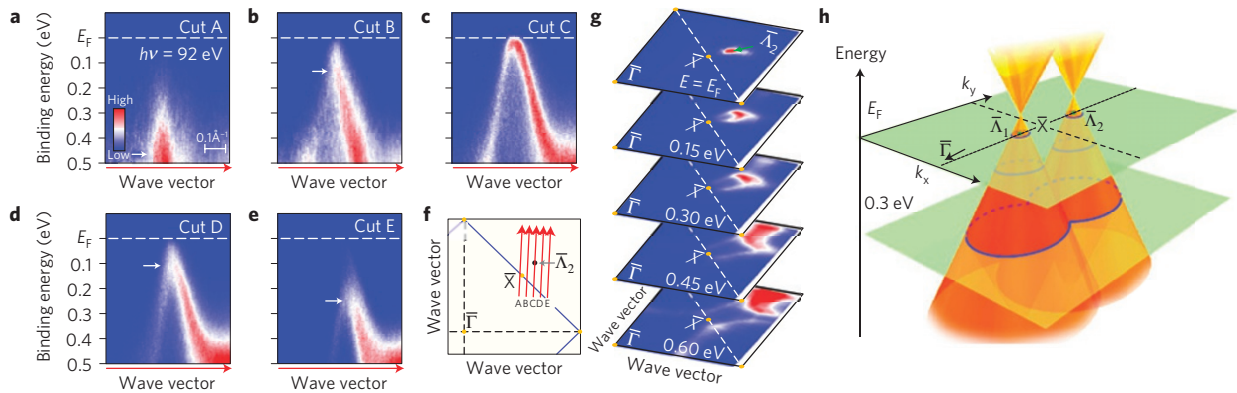 a
Cut A
hν = 92 eV
High
Low
0.1Å⁻¹
Binding energy (eV)
E_F
0.1
0.2
0.3
0.4
0.5
Wave vector
b
Cut B
Wave vector
c
Cut C
Wave vector
d
Cut D
Binding energy (eV)
E_F
0.1
0.2
0.3
0.4
0.5
Wave vector
e
Cut E
Wave vector
f
Wave vector
X̅
Λ̅₂
ABCDE
Γ̅
Wave vector
g
Λ̅₂
X̅
Γ̅
E = E_F
X̅
Γ̅
0.15 eV
X̅
Γ̅
0.30 eV
X̅
Γ̅
0.45 eV
X̅
Γ̅
0.60 eV
Wave vector
Wave vector
h
Energy
k_y
E_F
Λ̅₁
X̅
Λ̅₂
Γ̅
k_x
0.3 eV